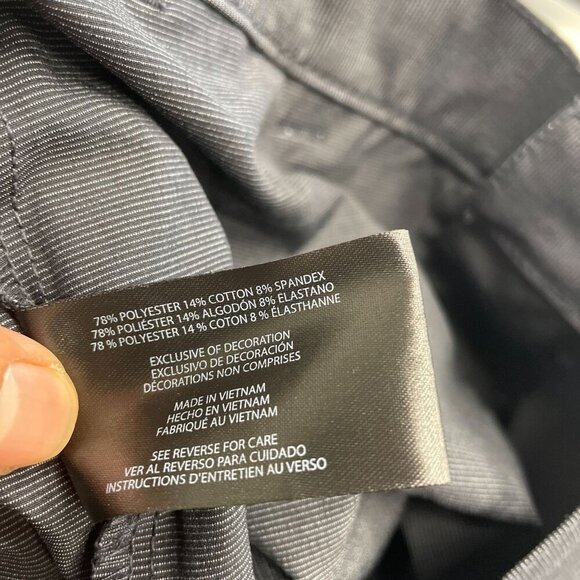 78% POLYESTER 14% COTTON 8% SPANDEX
78% POLIÉSTER 14% ALGODÓN 8% ELASTANO
78 % POLYESTER 14 % COTON 8 % ÉLASTHANNE
EXCLUSIVE OF DECORATION
EXCLUSIVO DE DECORACIÓN
DÉCORATIONS NON COMPRISES
MADE IN VIETNAM
HECHO EN VIETNAM
FABRIQUÉ AU VIETNAM
SEE REVERSE FOR CARE
VER AL REVERSO PARA CUIDADO
INSTRUCTIONS D'ENTRETIEN AU VERSO